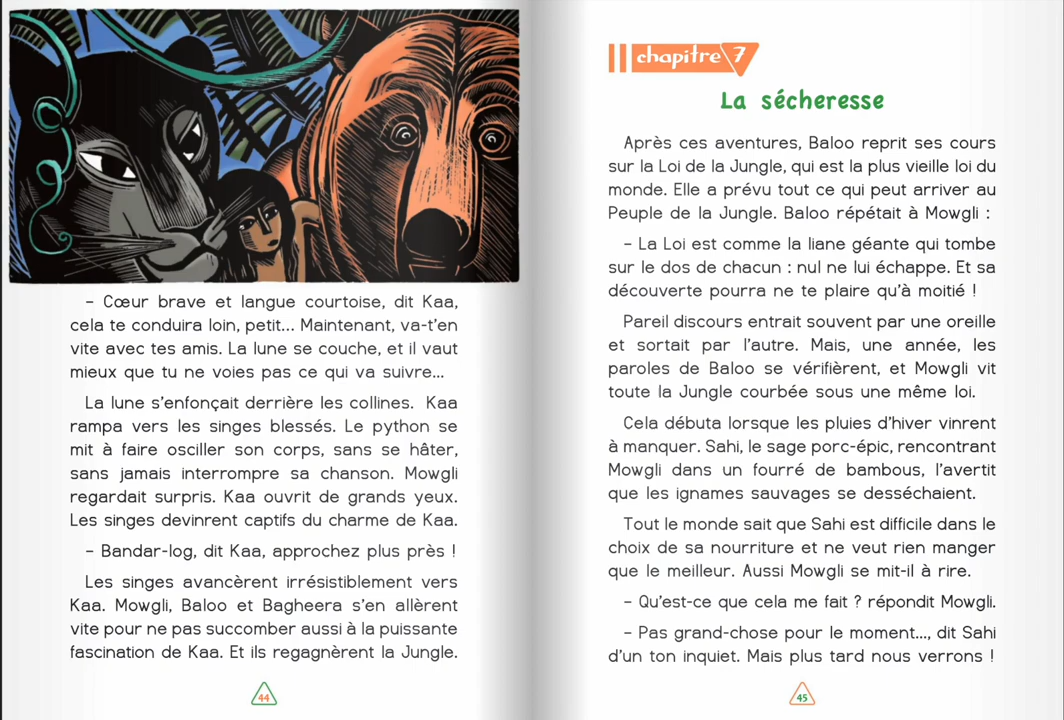 – Cœur brave et langue courtoise, dit Kaa,
cela te conduira loin, petit... Maintenant, va-t'en
vite avec tes amis. La lune se couche, et il vaut
mieux que tu ne voies pas ce qui va suivre...
La lune s'enfonçait derrière les collines. Kaa
rampa vers les singes blessés. Le python se
mit à faire osciller son corps, sans se hâter,
sans jamais interrompre sa chanson. Mowgli
regardait surpris. Kaa ouvrit de grands yeux.
Les singes devinrent captifs du charme de Kaa.
– Bandar-log, dit Kaa, approchez plus près !
Les singes avancèrent irrésistiblement vers
Kaa. Mowgli, Baloo et Bagheera s'en allèrent
vite pour ne pas succomber aussi à la puissante
fascination de Kaa. Et ils regagnèrent la Jungle.
44
chapitre 7
La sécheresse
Après ces aventures, Baloo reprit ses cours
sur la Loi de la Jungle, qui est la plus vieille loi du
monde. Elle a prévu tout ce qui peut arriver au
Peuple de la Jungle. Baloo répétait à Mowgli :
– La Loi est comme la liane géante qui tombe
sur le dos de chacun : nul ne lui échappe. Et sa
découverte pourra ne te plaire qu'à moitié !
Pareil discours entrait souvent par une oreille
et sortait par l'autre. Mais, une année, les
paroles de Baloo se vérifièrent, et Mowgli vit
toute la Jungle courbée sous une même loi.
Cela débuta lorsque les pluies d'hiver vinrent
à manquer. Sahi, le sage porc-épic, rencontrant
Mowgli dans un fourré de bambous, l'avertit
que les ignames sauvages se desséchaient.
Tout le monde sait que Sahi est difficile dans le
choix de sa nourriture et ne veut rien manger
que le meilleur. Aussi Mowgli se mit-il à rire.
– Qu'est-ce que cela me fait ? répondit Mowgli.
– Pas grand-chose pour le moment..., dit Sahi
d'un ton inquiet. Mais plus tard nous verrons !
45